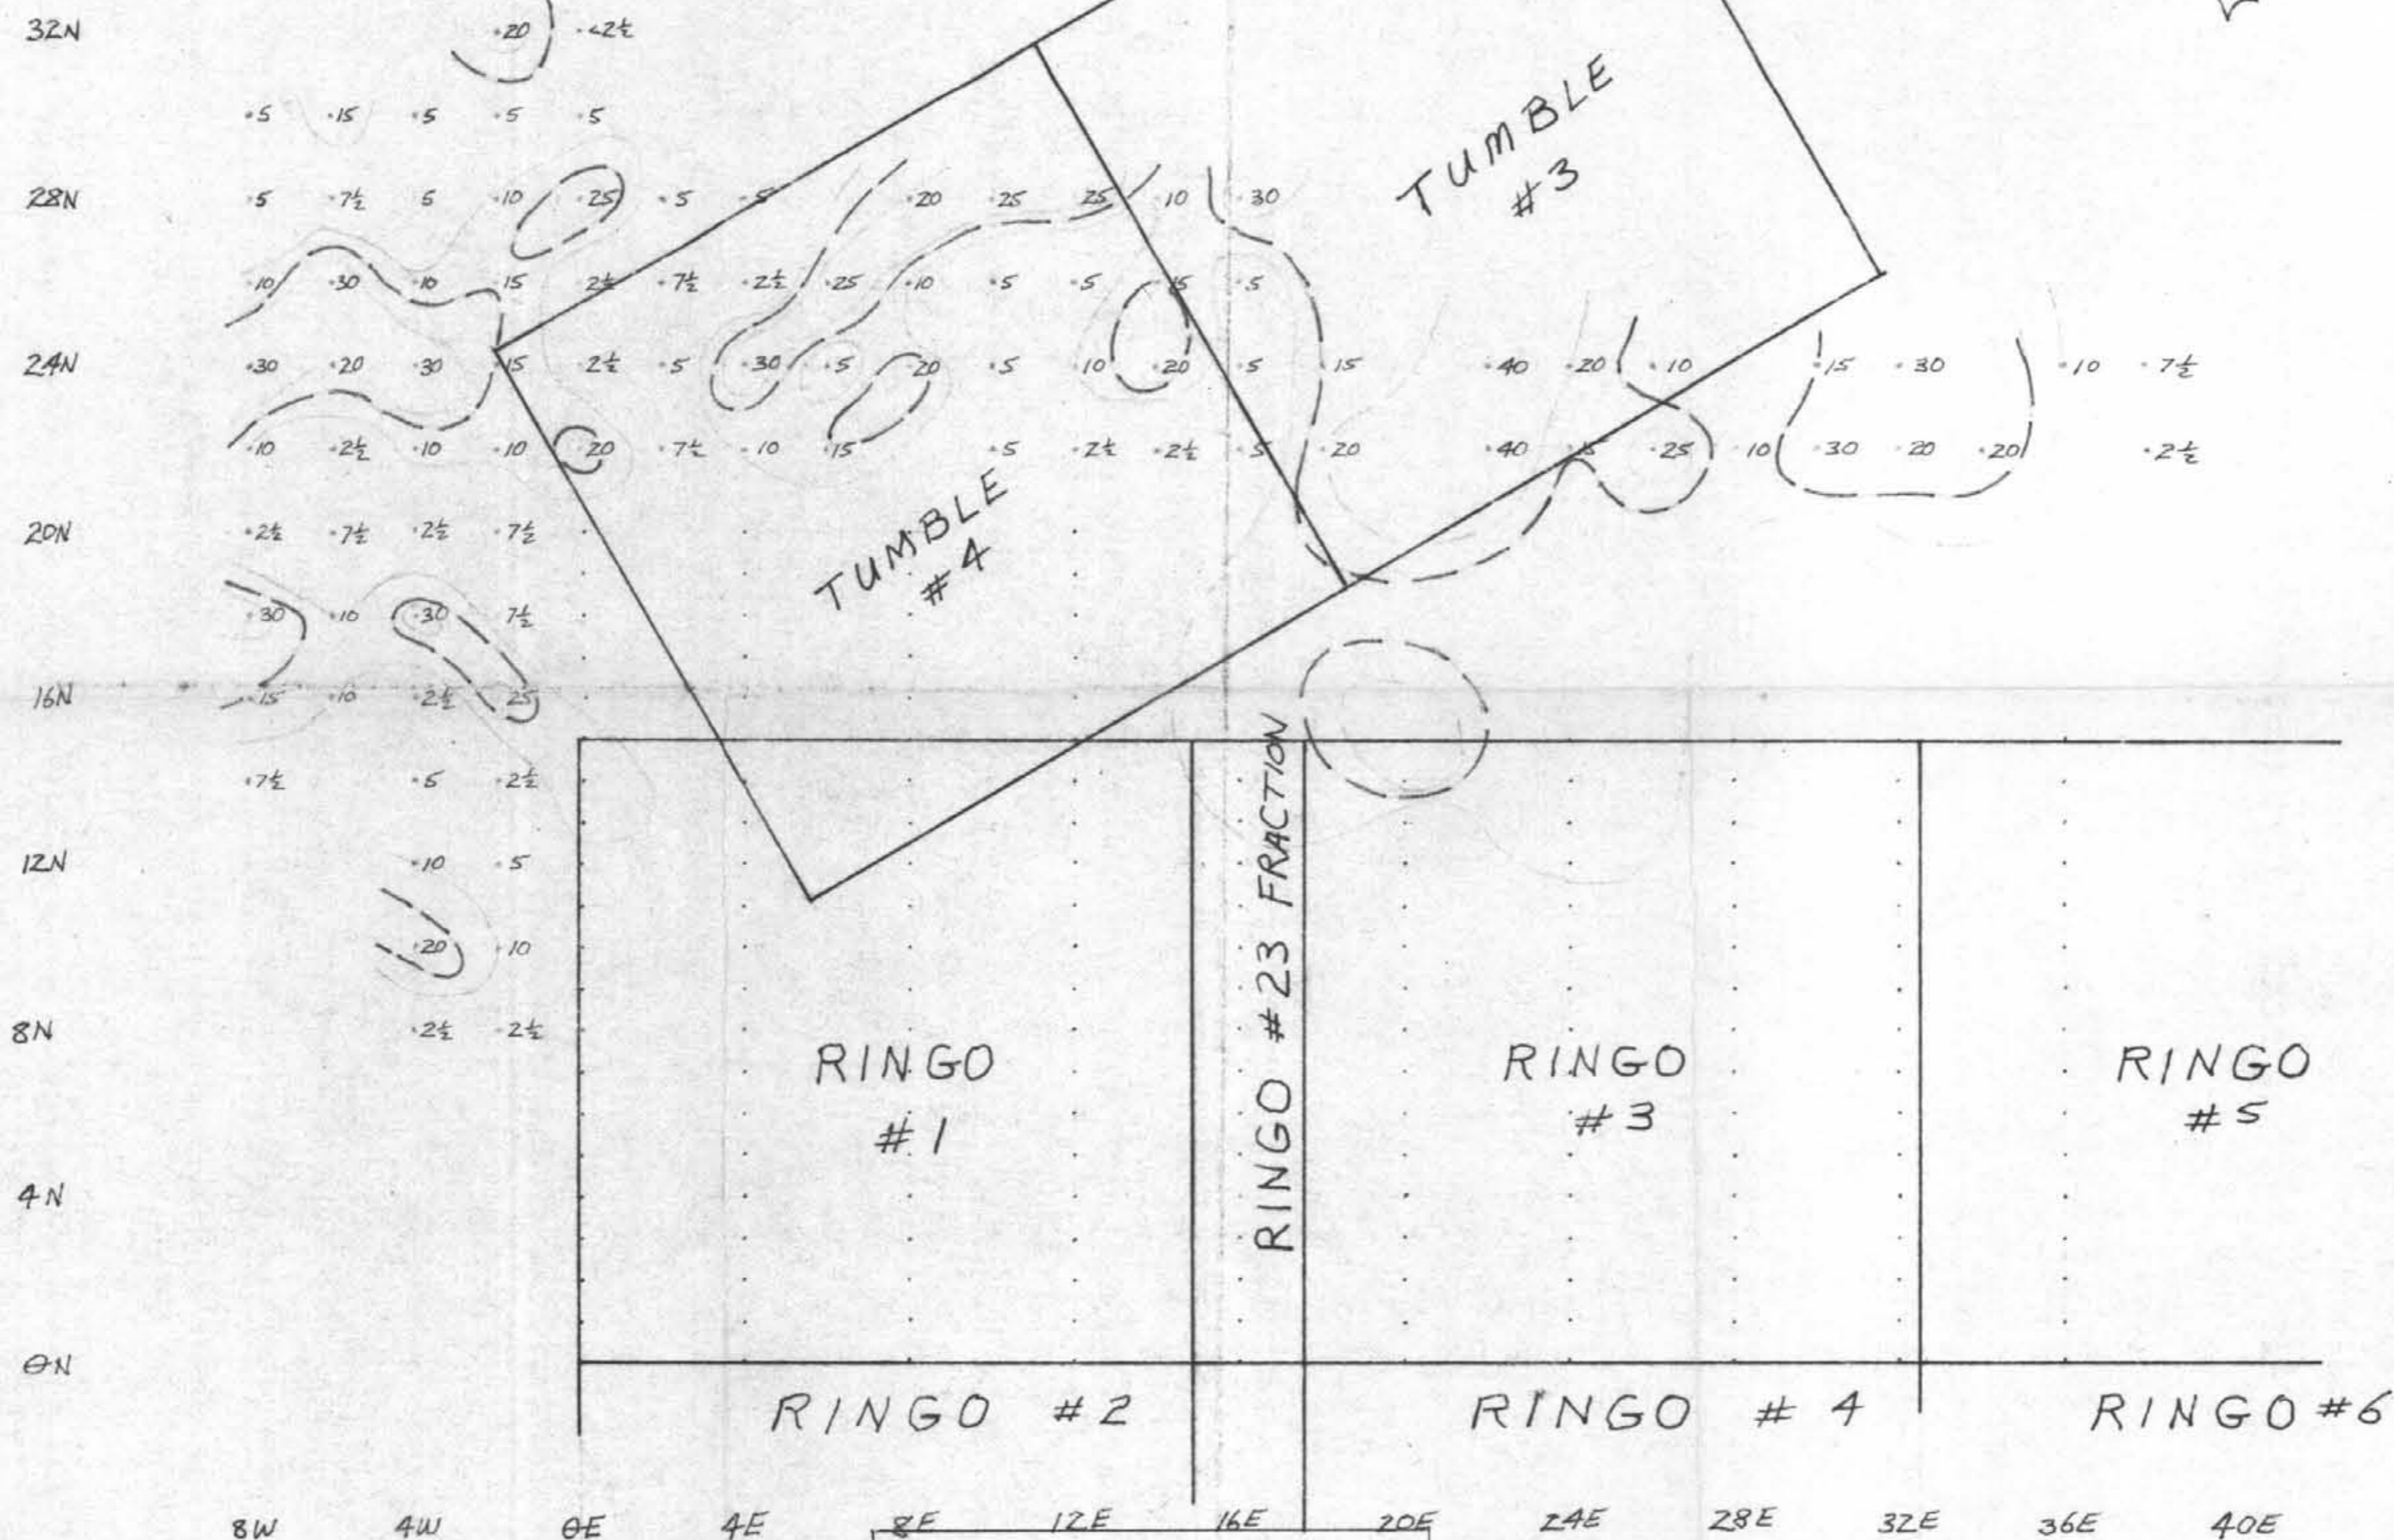 32N ·20 ·<2½
·5 ·15 ·5 ·5 ·5
TUMBLE
#3
28N ·5 ·7½ 5 ·10 ·25 ·5 ·5 ·20 ·25 25 ·10 ·30
·10 ·30 ·10 15 2½ ·7½ ·2½ ·25 ·10 ·5 ·5 15 ·5
24N ·30 ·20 ·30 15 2½ ·5 ·30 ·5 20 ·5 10 ·20 ·5 15 ·40 ·20 ·10 ·15 ·30 ·10 ·7½
·10 ·2½ ·10 ·10 ·20 ·7½ ·10 ·15 ·5 ·2½ ·2½ ·5 ·20 ·40 15 ·25 ·10 ·30 ·20 ·20 ·2½
20N ·2½ ·7½ ·2½ ·7½
TUMBLE
#4
·30 ·10 ·30 7½
16N ·15 ·10 ·2½ 25
·7½ ·5 ·2½
12N ·10 ·5
·20 ·10
8N ·2½ ·2½
RINGO
#1
RINGO #23 FRACTION
RINGO
#3
RINGO
#5
4N
0N
RINGO #2 RINGO #4 RINGO #6
8W 4W 0E 4E 8E 12E 16E 20E 24E 28E 32E 36E 40E